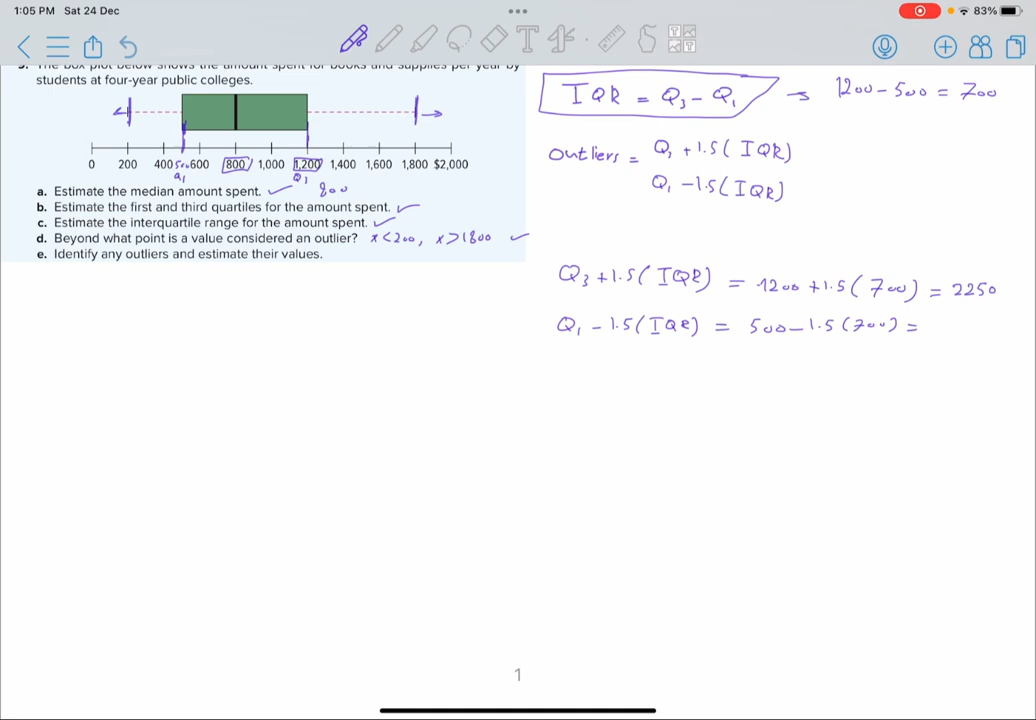 1:05 PM Sat 24 Dec
83%
students at four-year public colleges.
0 200 400 500 600 800 1,000 1,200 1,400 1,600 1,800 $2,000
Q1 Q3
a. Estimate the median amount spent. 800
b. Estimate the first and third quartiles for the amount spent.
c. Estimate the interquartile range for the amount spent.
d. Beyond what point is a value considered an outlier? x<200, x>1800
e. Identify any outliers and estimate their values.
IQR = Q3 - Q1 → 1200 - 500 = 700
Outliers = Q3 + 1.5 (IQR)
Q1 - 1.5 (IQR)
Q3 + 1.5 (IQR) = 1200 + 1.5 (700) = 2250
Q1 - 1.5 (IQR) = 500 - 1.5 (700) =
1